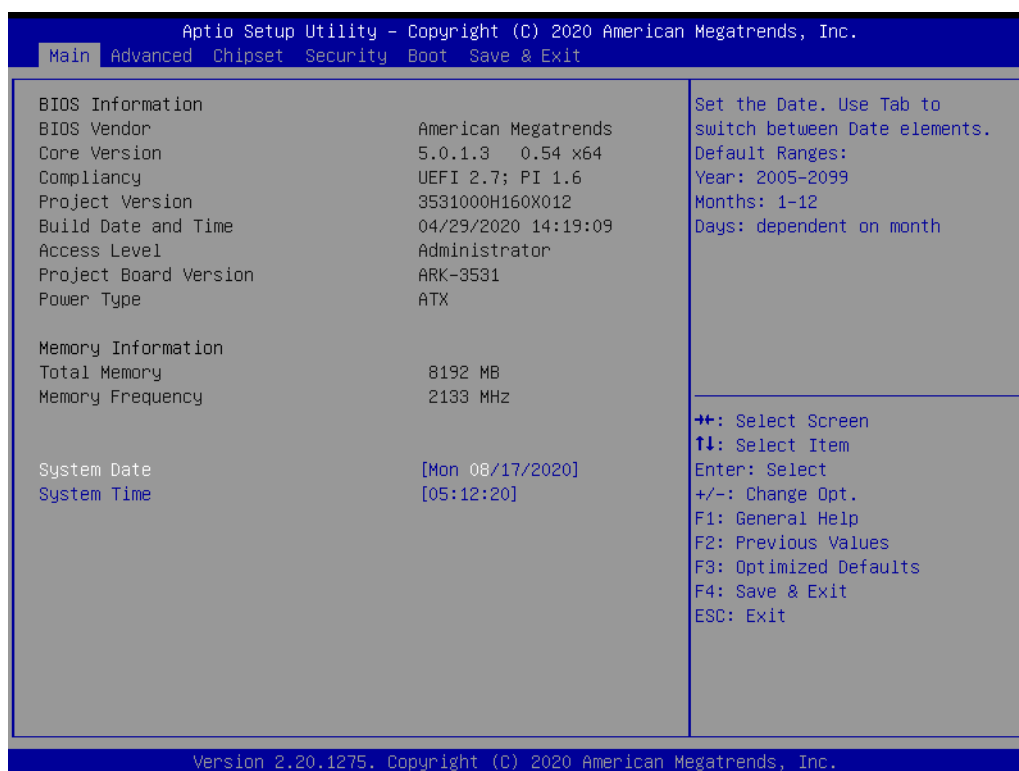 Aptio Setup Utility – Copyright (C) 2020 American Megatrends, Inc.
Main Advanced Chipset Security Boot Save & Exit
BIOS Information
BIOS Vendor American Megatrends
Core Version 5.0.1.3 0.54 x64
Compliancy UEFI 2.7; PI 1.6
Project Version 3531000H160X012
Build Date and Time 04/29/2020 14:19:09
Access Level Administrator
Project Board Version ARK-3531
Power Type ATX
Memory Information
Total Memory 8192 MB
Memory Frequency 2133 MHz
System Date [Mon 08/17/2020]
System Time [05:12:20]
Set the Date. Use Tab to
switch between Date elements.
Default Ranges:
Year: 2005-2099
Months: 1-12
Days: dependent on month
→←: Select Screen
↑↓: Select Item
Enter: Select
+/-: Change Opt.
F1: General Help
F2: Previous Values
F3: Optimized Defaults
F4: Save & Exit
ESC: Exit
Version 2.20.1275. Copyright (C) 2020 American Megatrends, Inc.